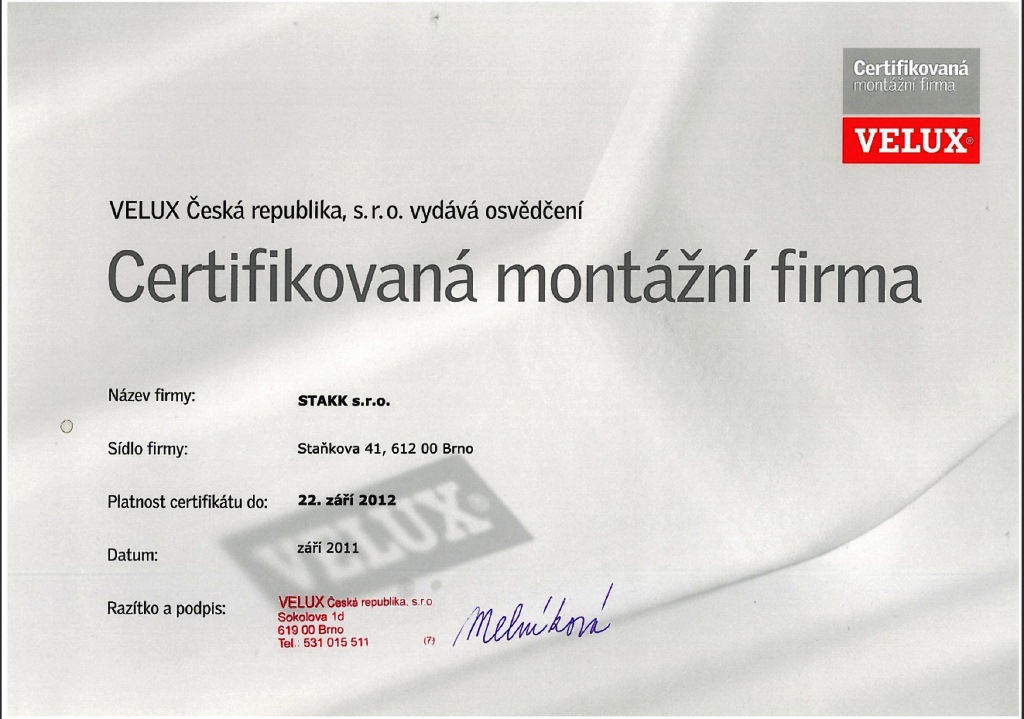 Certifikovaná
montážní firma
VELUX®
VELUX Česká republika, s.r.o. vydává osvědčení
Certifikovaná montážní firma
Název firmy: STAKK s.r.o.
Sídlo firmy: Staňkova 41, 612 00 Brno
Platnost certifikátu do: 22. září 2012
VELUX®
Datum: září 2011
Razítko a podpis:
VELUX Česká republika, s.r.o
Sokolova 1d
619 00 Brno
Tel.: 531 015 511 (7)
Melníková